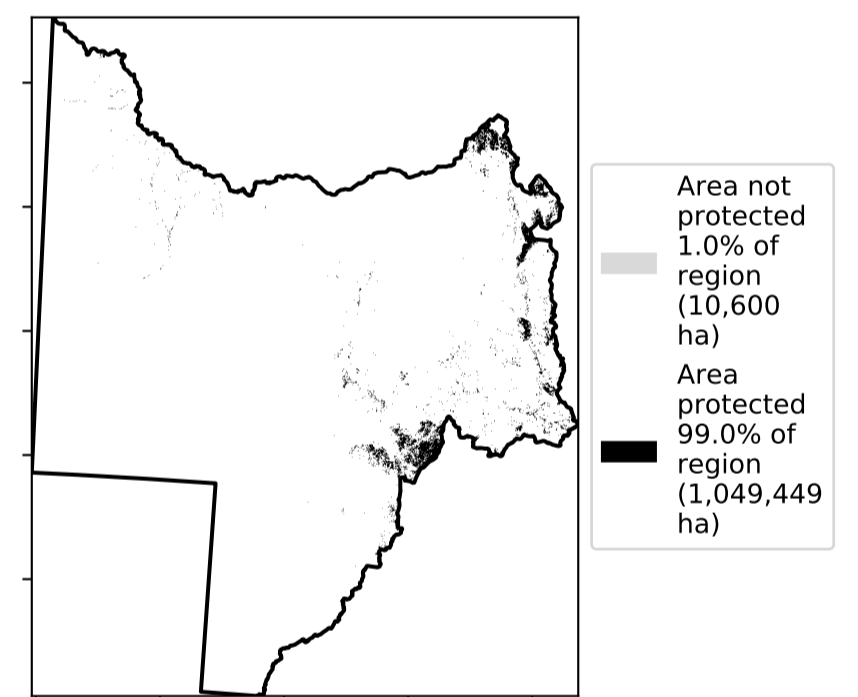 Area not
protected
1.0% of
region
(10,600
ha)
Area
protected
99.0% of
region
(1,049,449
ha)